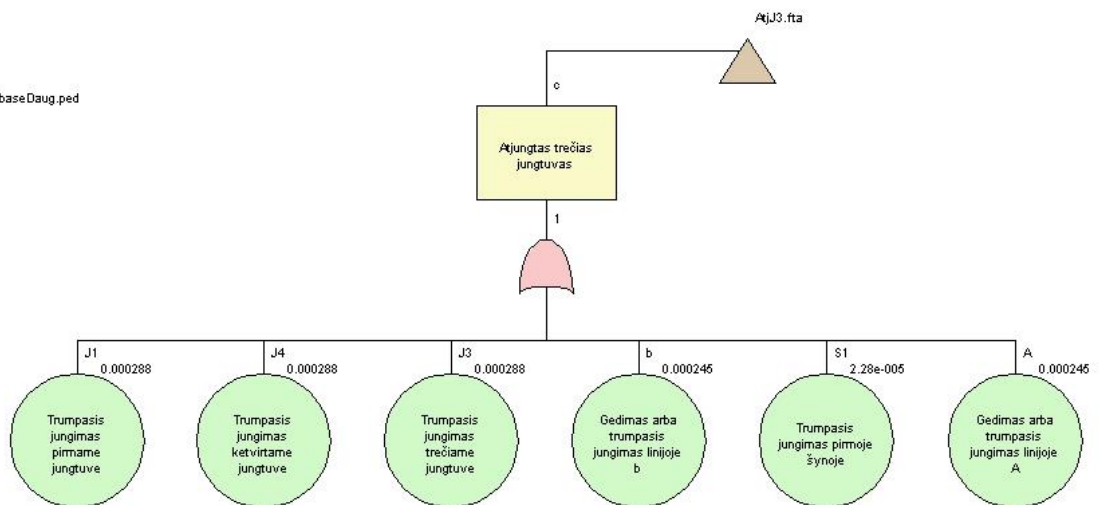 AtjJ3.fta
c
baseDaug.ped
Atjungtas trečias
jungtuvas
1
J1
0.000288
J4
0.000288
J3
0.000288
b
0.000245
S1
2.28e-005
A
0.000245
Trumpasis
jungimas
pirmame
jungtuve
Trumpasis
jungimas
ketvirtame
jungtuve
Trumpasis
jungimas
trečiame
jungtuve
Gedimas arba
trumpasis
jungimas linijoje
b
Trumpasis
jungimas pirmoje
šynoje
Gedimas arba
trumpasis
jungimas linijoje
A